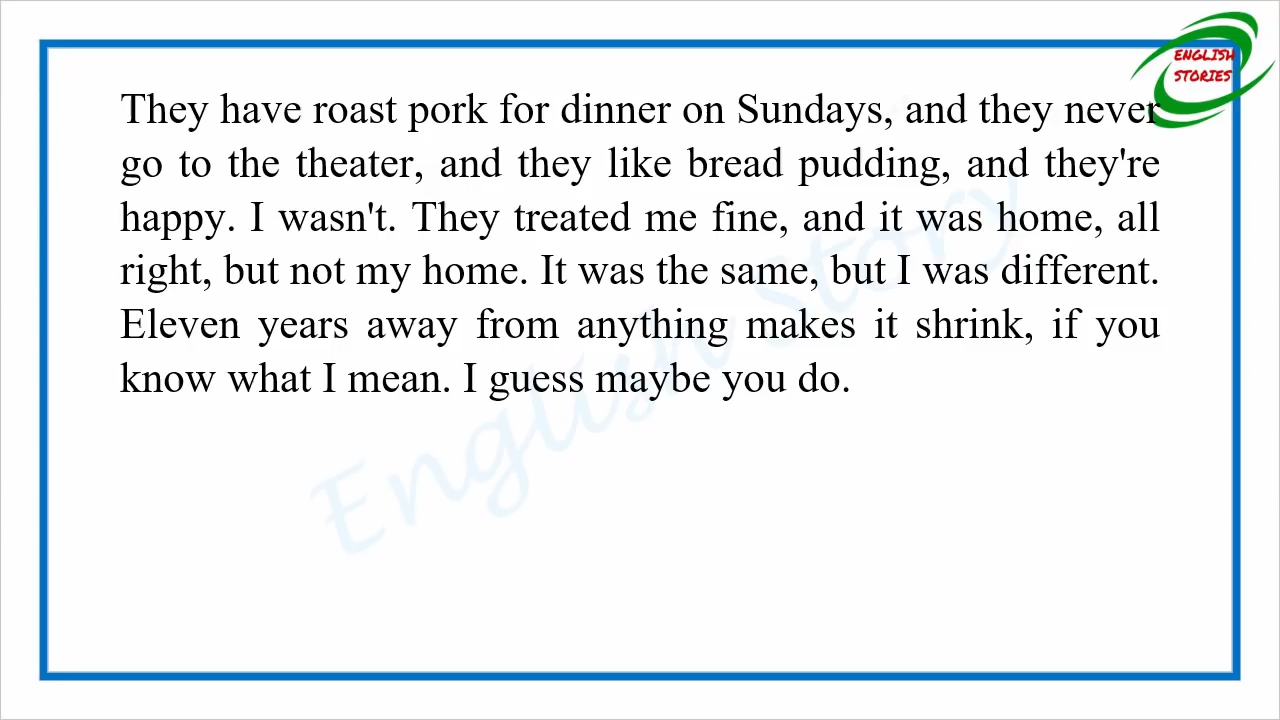 ENGLISH
STORIES
They have roast pork for dinner on Sundays, and they never
go to the theater, and they like bread pudding, and they're
happy. I wasn't. They treated me fine, and it was home, all
right, but not my home. It was the same, but I was different.
Eleven years away from anything makes it shrink, if you
know what I mean. I guess maybe you do.
English Story